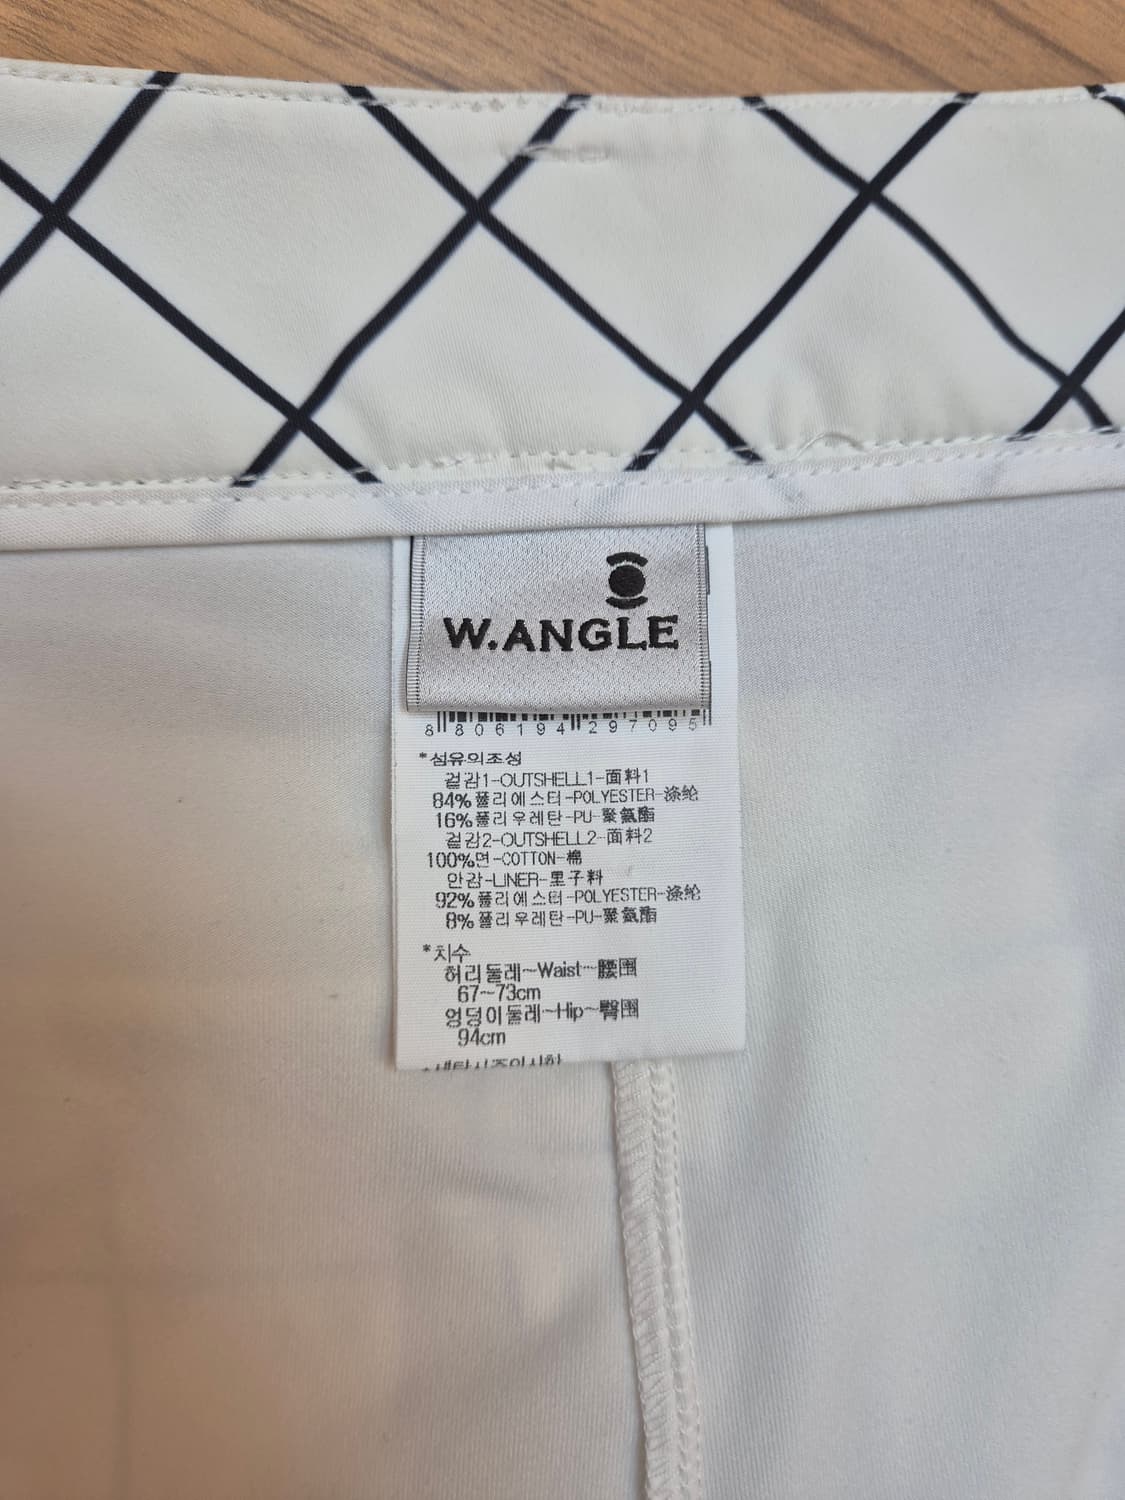 W.ANGLE
8 806194 297095
*섬유의조성
겉감1-OUTSHELL1-面料1
84%폴리에스터-POLYESTER-涤纶
16%폴리우레탄-PU-聚氨酯
겉감2-OUTSHELL2-面料2
100%면-COTTON-棉
안감-LINER-里子料
92%폴리에스터-POLYESTER-涤纶
8%폴리우레탄-PU-聚氨酯
*치수
허리둘레~Waist~腰围
67~73cm
엉덩이둘레~Hip~臀围
94cm